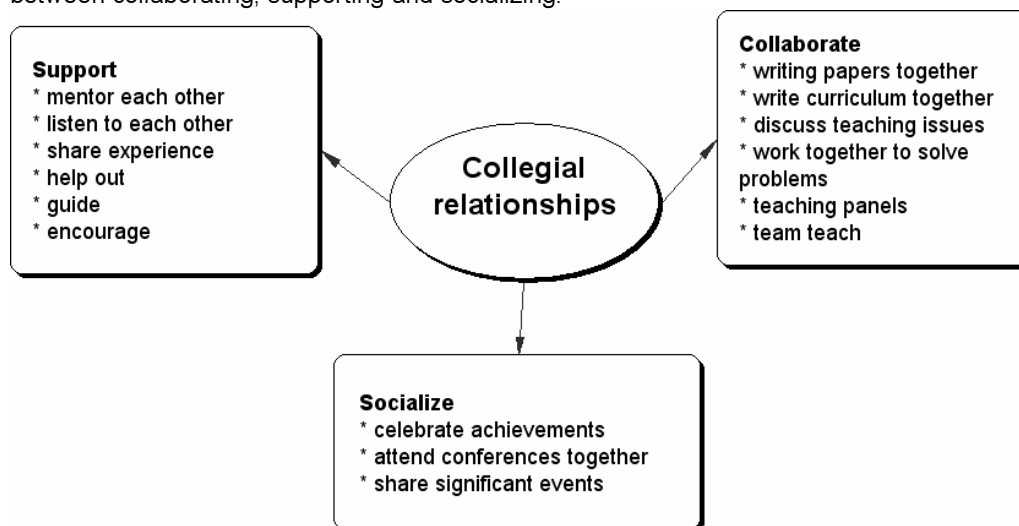 between collaborating, supporting and socializing.
Support
* mentor each other
* listen to each other
* share experience
* help out
* guide
* encourage
Collegial
relationships
Collaborate
* writing papers together
* write curriculum together
* discuss teaching issues
* work together to solve
problems
* teaching panels
* team teach
Socialize
* celebrate achievements
* attend conferences together
* share significant events